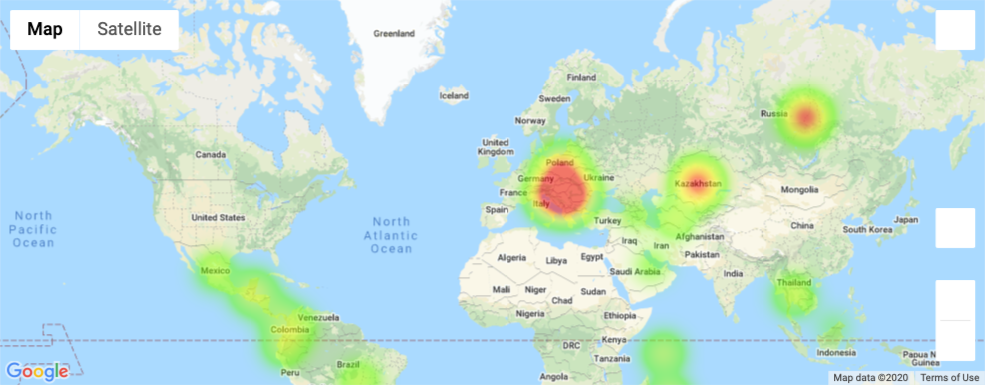 Map Satellite
Greenland
Iceland
Finland
Sweden
Norway
Russia
United
Kingdom
Poland
Canada
Germany
Ukraine
Kazakhstan
France
Mongolia
Italy
Spain
United States
Turkey
Japan
North
Pacific
Ocean
North
Atlantic
Ocean
China
South Korea
Iraq
Iran
Afghanistan
Pakistan
Algeria
Libya
Egypt
Mexico
Saudi Arabia
India
Thailand
Mali
Niger
Chad
Sudan
Nigeria
Ethiopia
Venezuela
Colombia
DRC
Kenya
Tanzania
Indonesia
Papua New
Guinea
Peru
Brazil
Angola
Google
Map data ©2020
Terms of Use